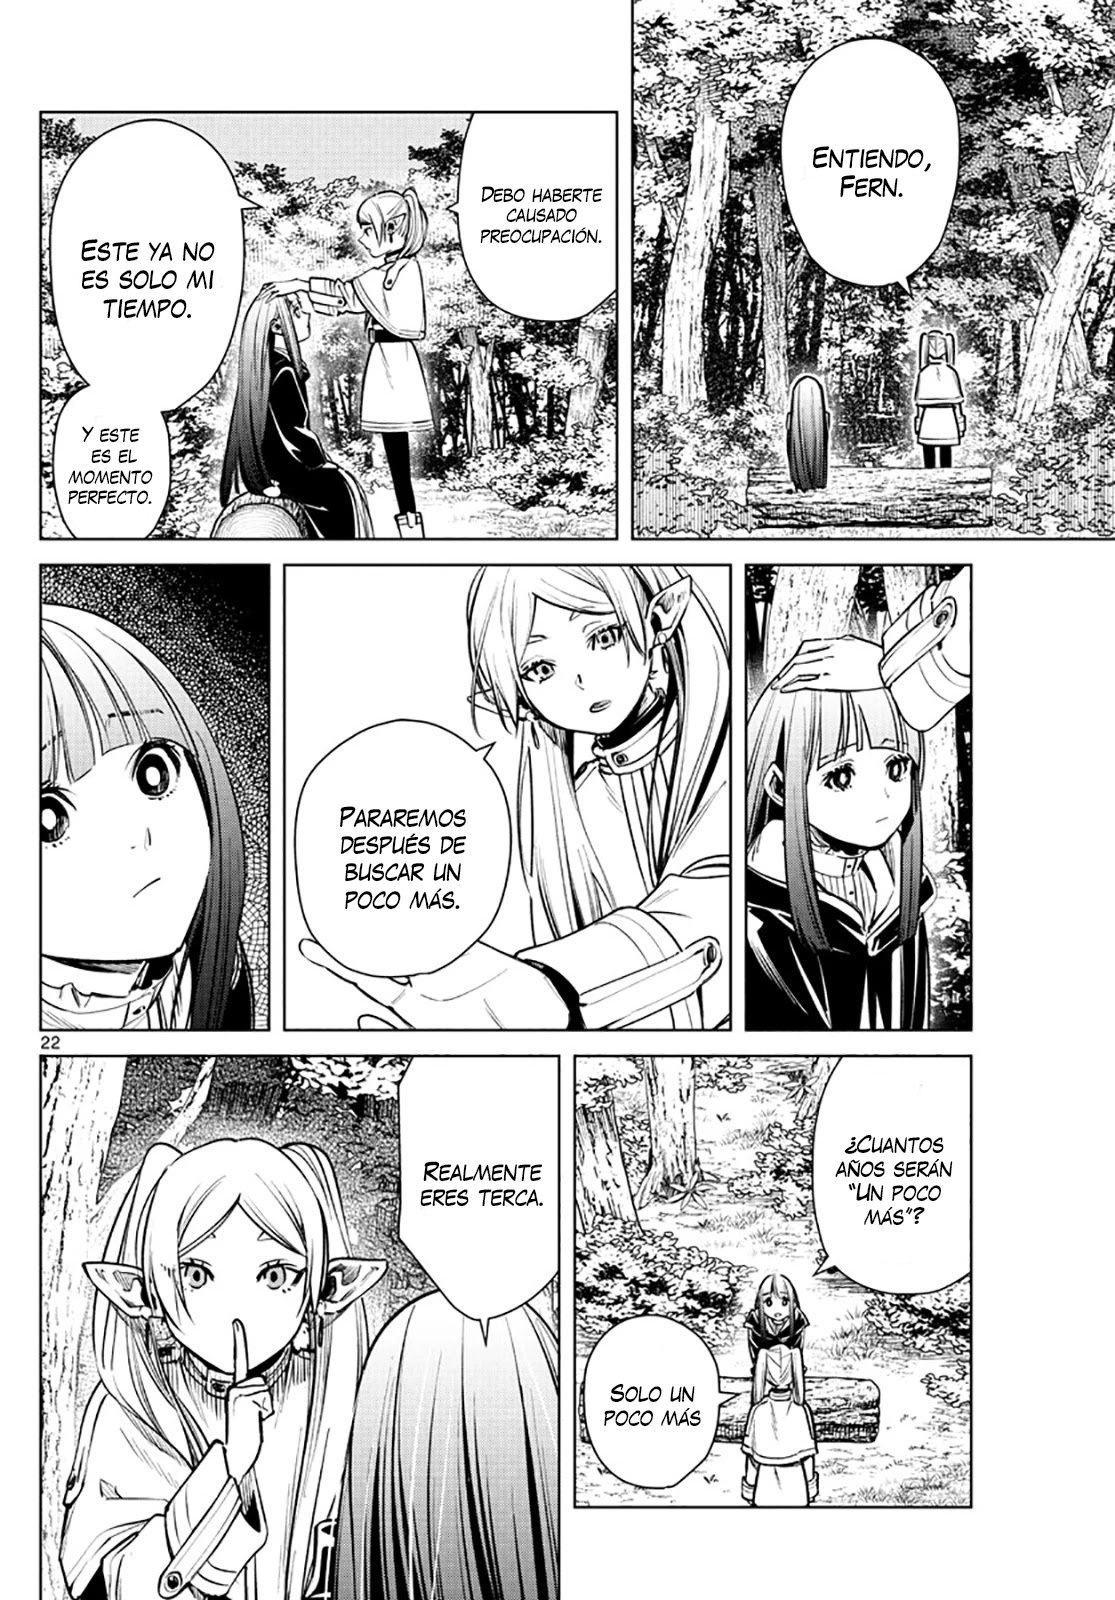 ENTIENDO,
FERN.
DEBO HABERTE
CAUSADO
PREOCUPACIÓN.
ESTE YA NO
ES SOLO MI
TIEMPO.
Y ESTE
ES EL
MOMENTO
PERFECTO.
PARAREMOS
DESPUÉS DE
BUSCAR UN
POCO MÁS.
22
¿CUANTOS
AÑOS SERÁN
“UN POCO
MÁS”?
SOLO UN
POCO MÁS
REALMENTE
ERES TERCA.